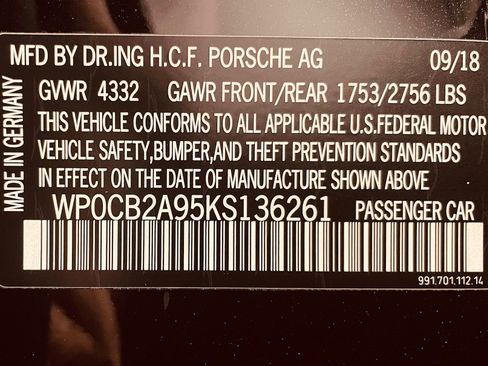 MFD BY DR.ING H.C.F. PORSCHE AG 09/18
GVWR 4332 GAWR FRONT/REAR 1753/2756 LBS
THIS VEHICLE CONFORMS TO ALL APPLICABLE U.S.FEDERAL MOTOR
VEHICLE SAFETY,BUMPER,AND THEFT PREVENTION STANDARDS
IN EFFECT ON THE DATE OF MANUFACTURE SHOWN ABOVE
WP0CB2A95KS136261 PASSENGER CAR
991.701.112.14
MADE IN GERMANY